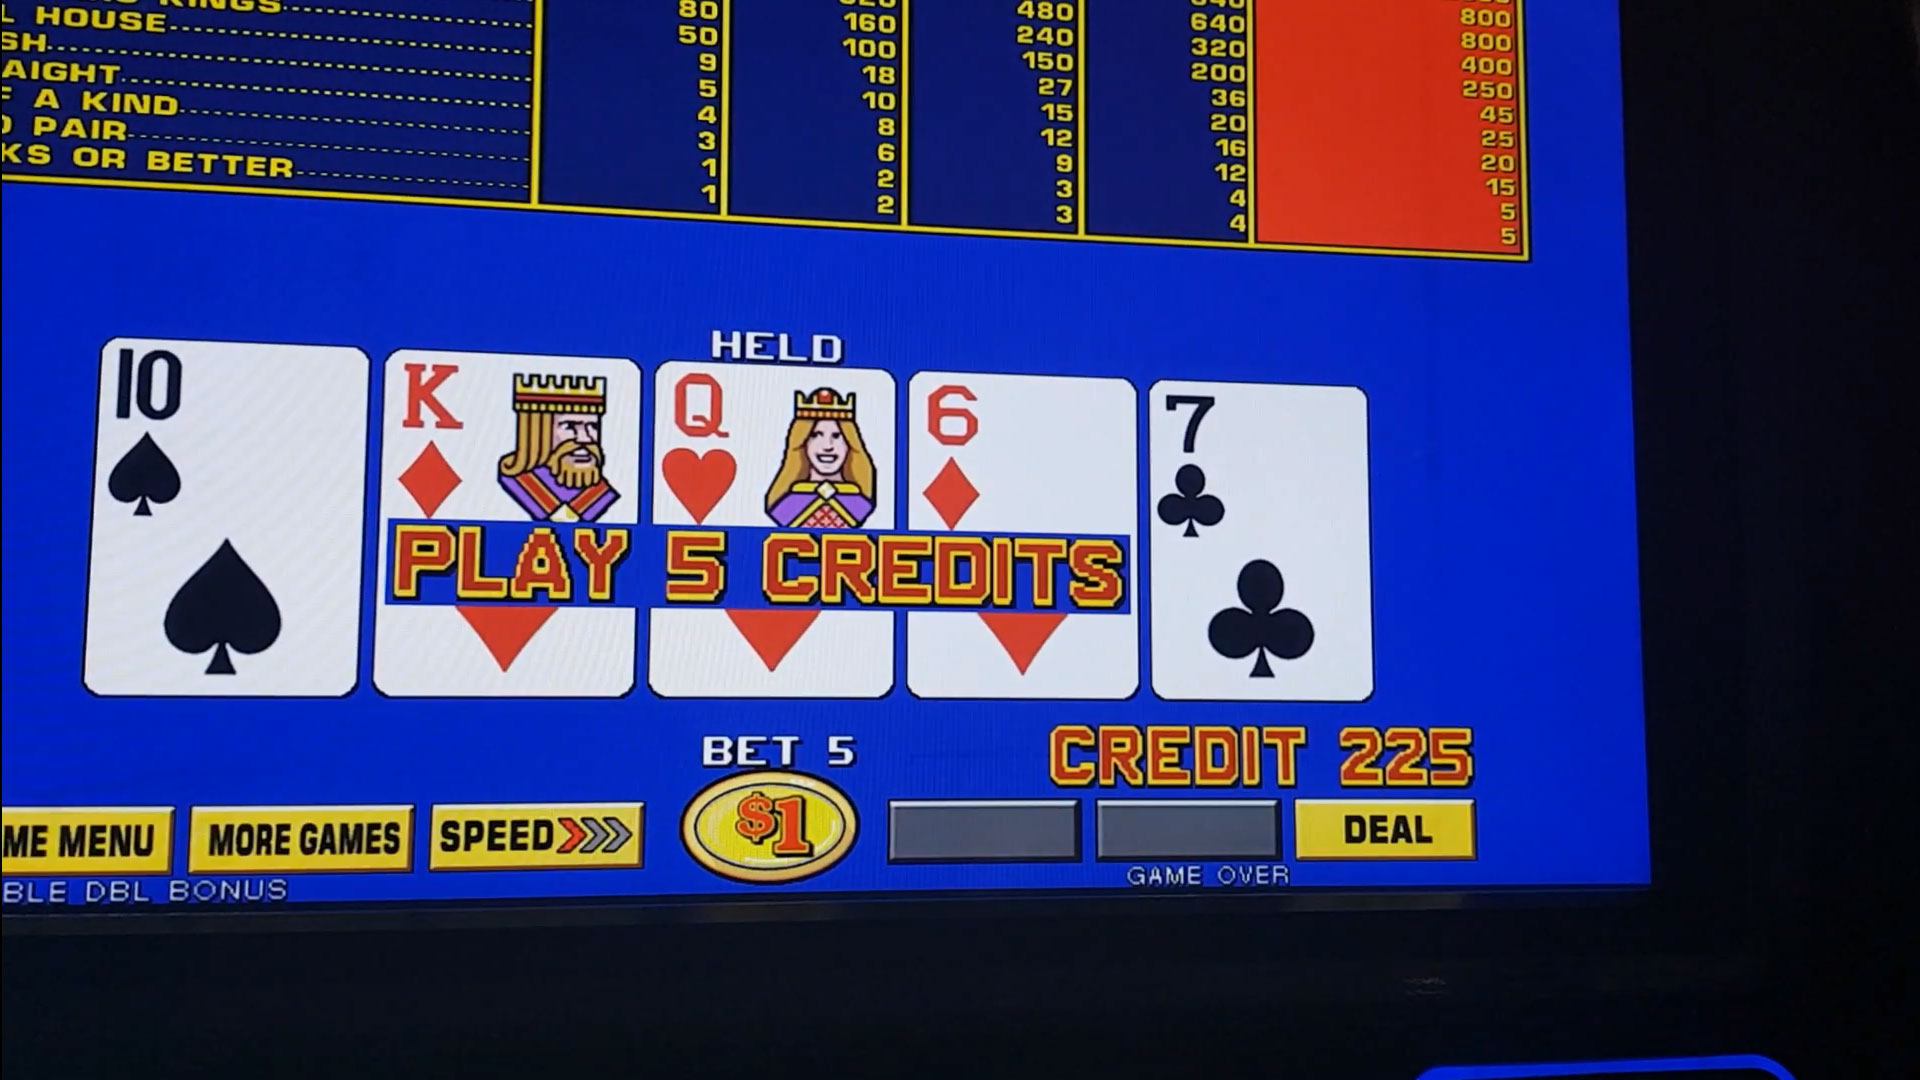 KINGS
80 480 640 800
L HOUSE 50 160 240 320 800
SH 9 100 150 200 400
AIGHT 5 18 27 36 250
F A KIND 4 10 15 20 45
O PAIR 3 8 12 16 25
KS OR BETTER 1 6 9 12 20
1 2 3 4 15
2 3 4 5
5
HELD
10 K Q 6 7
PLAY 5 CREDITS
BET 5 CREDIT 225
ME MENU MORE GAMES SPEED $1 DEAL
BLE DBL BONUS GAME OVER